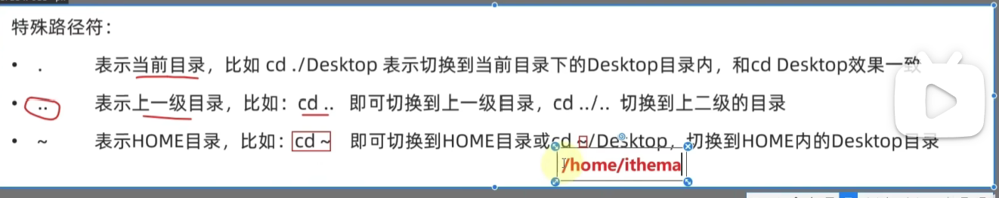 特殊路径符：
• . 表示当前目录，比如 cd ./Desktop 表示切换到当前目录下的Desktop目录内，和cd Desktop效果一致
• .. 表示上一级目录，比如：cd .. 即可切换到上一级目录，cd ../.. 切换到上二级的目录
• ~ 表示HOME目录，比如：cd ~ 即可切换到HOME目录或cd ~/Desktop，切换到HOME内的Desktop目录
/home/ithema